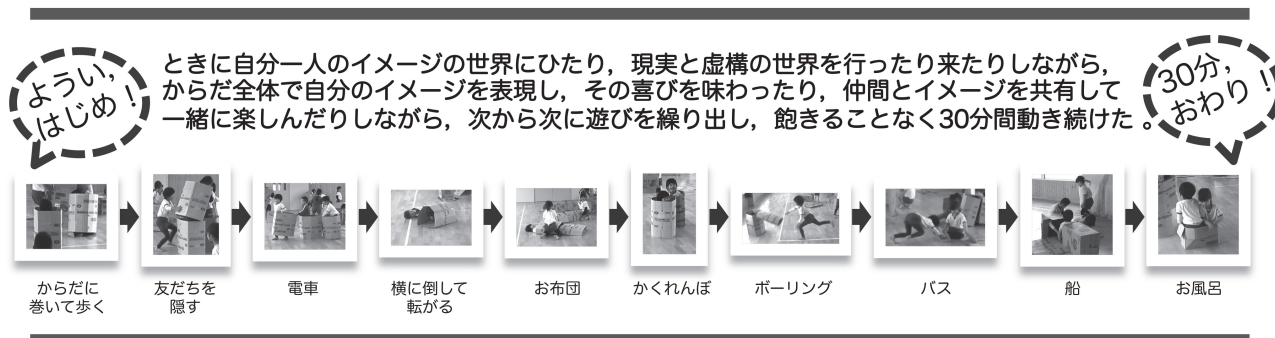 ようい,
はじめ!
ときに自分一人のイメージの世界にひたり，現実と虚構の世界を行ったり来たりしながら，
からだ全体で自分のイメージを表現し，その喜びを味わったり，仲間とイメージを共有して
一緒に楽しんだりしながら，次から次に遊びを繰り出し，飽きることなく30分間動き続けた 。
30分,
おわり!
からだに
巻いて歩く
友だちを
隠す
電車
横に倒して
転がる
お布団
かくれんぼ
ボーリング
バス
船
お風呂